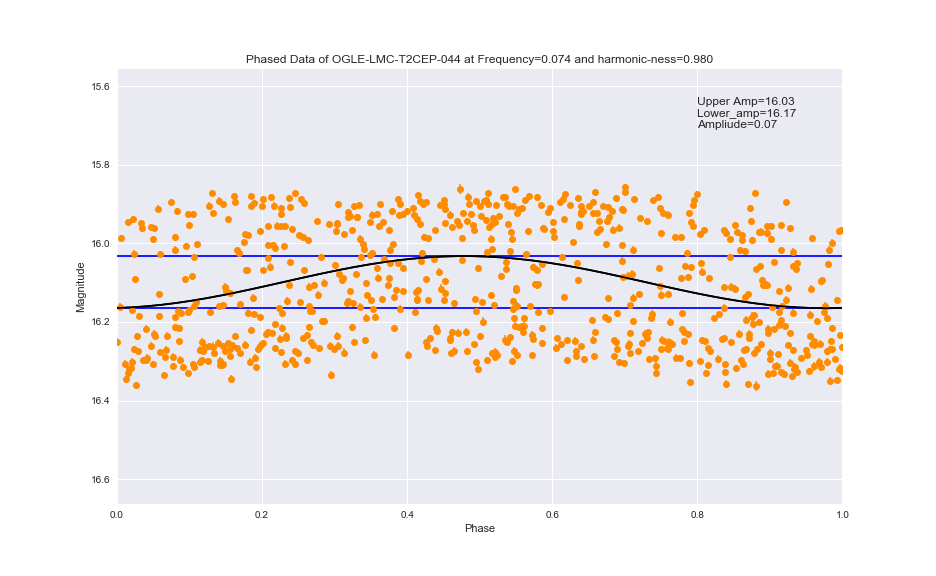 Phased Data of OGLE-LMC-T2CEP-044 at Frequency=0.074 and harmonic-ness=0.980
Upper Amp=16.03
Lower_amp=16.17
Ampliude=0.07
15.6
15.8
16.0
16.2
16.4
16.6
Magnitude
0.0 0.2 0.4 0.6 0.8 1.0
Phase